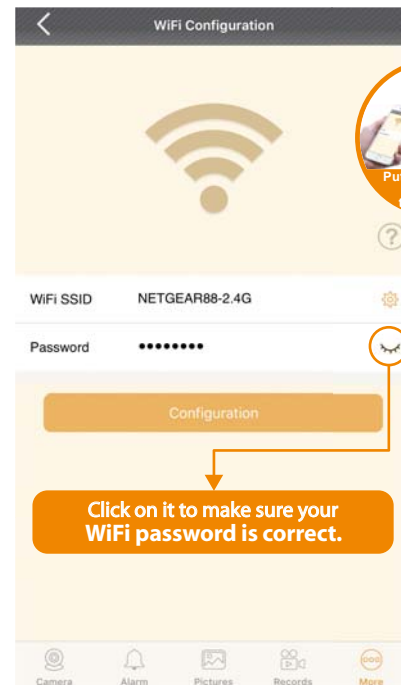 WiFi Configuration
WiFi SSID NETGEAR88-2.4G
Password ••••••••
Configuration
Click on it to make sure your
WiFi password is correct.
Camera Alarm Pictures Records More